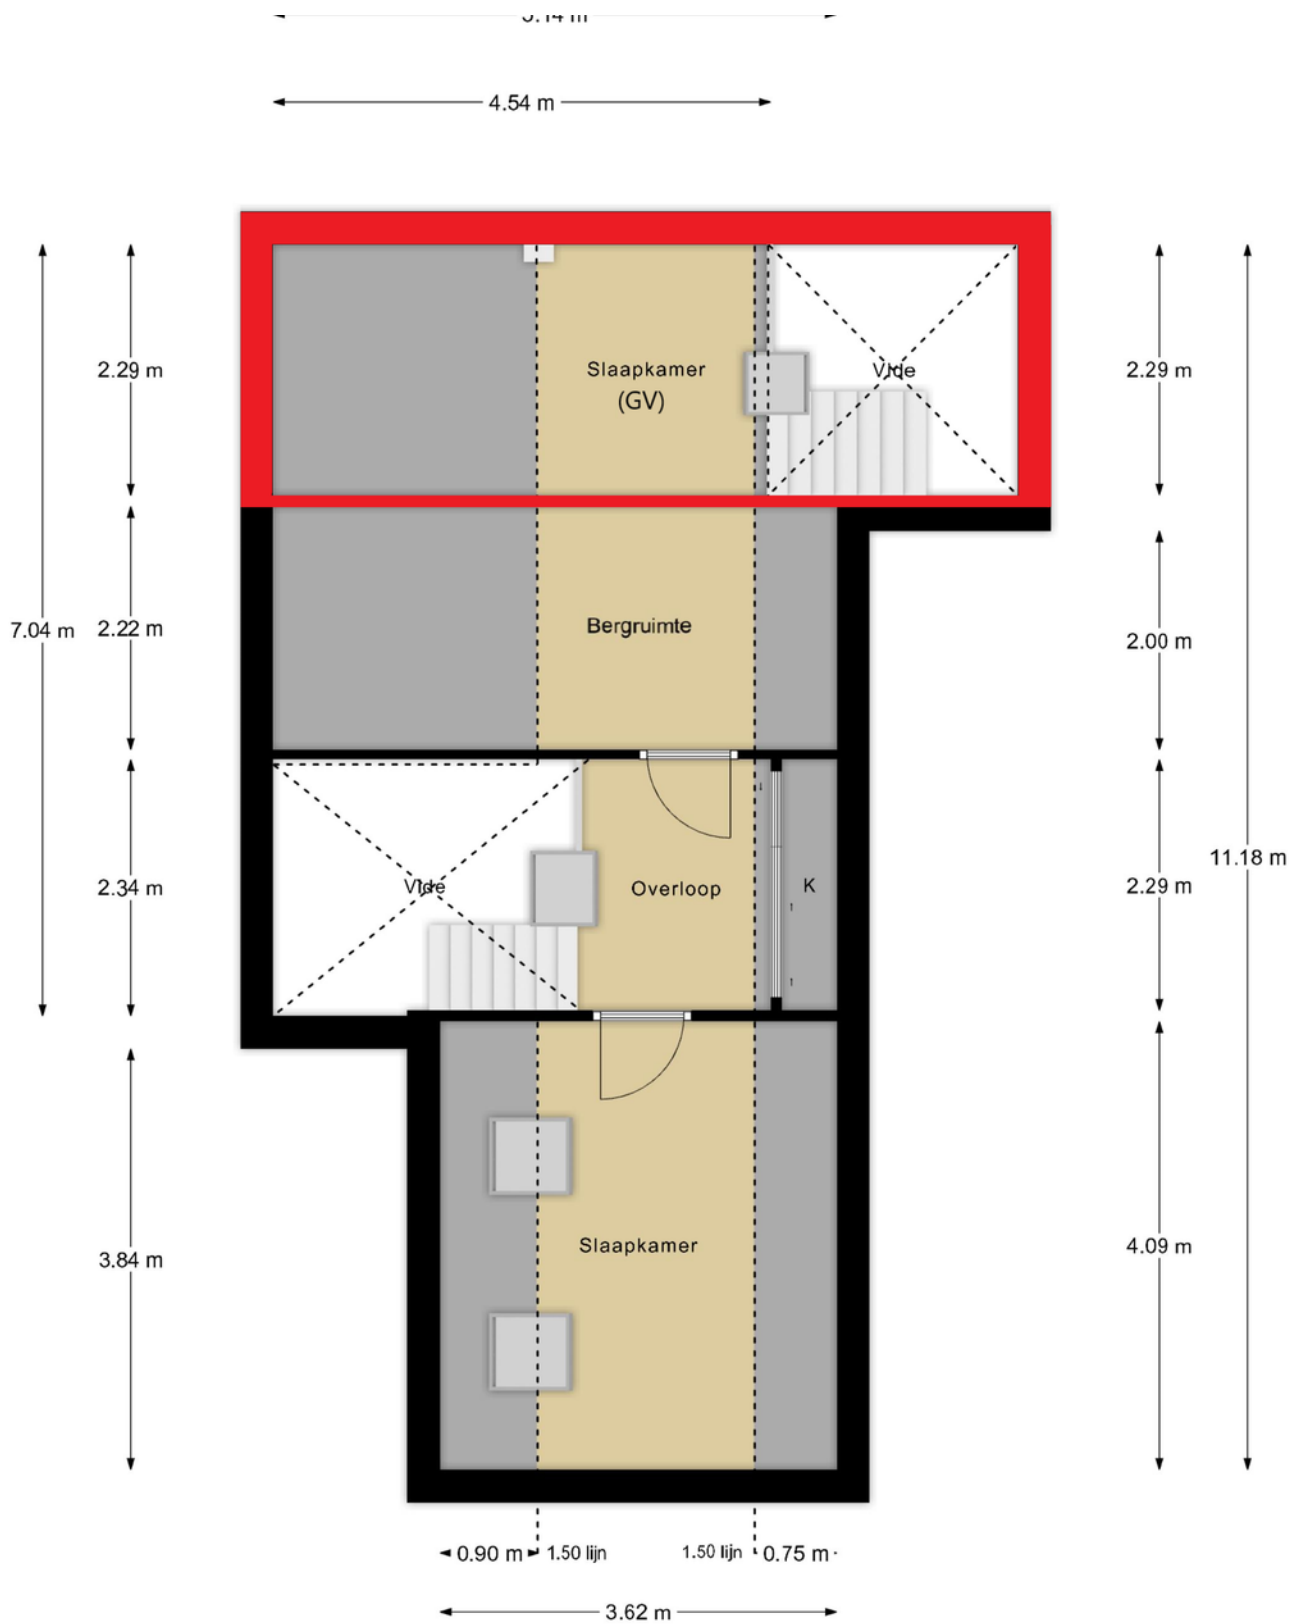 5.14 m
4.54 m
2.29 m
Slaapkamer
(GV)
Vide
2.29 m
7.04 m
2.22 m
Bergruimte
2.00 m
11.18 m
2.34 m
Vide
Overloop
K
2.29 m
3.84 m
Slaapkamer
4.09 m
0.90 m
1.50 lijn
1.50 lijn
0.75 m
3.62 m